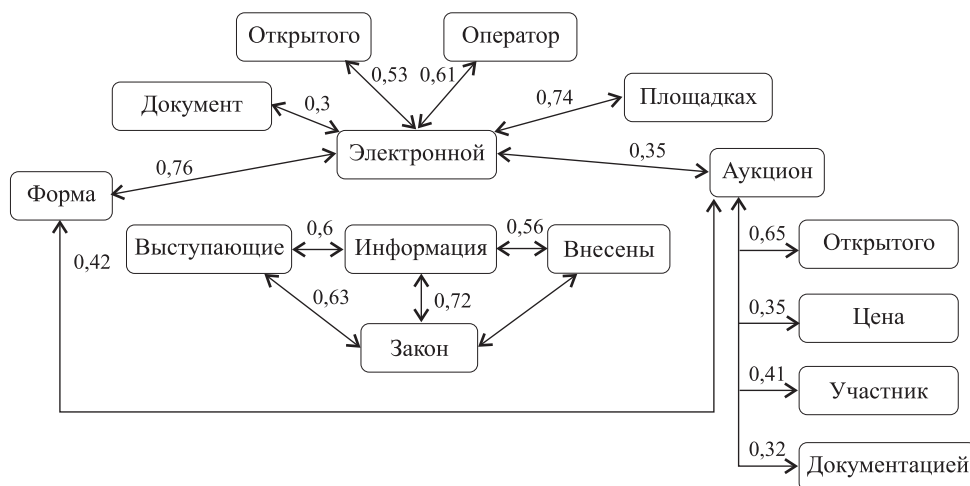 Открытого
Оператор
0,53
0,61
Документ
0,3
0,74
Площадках
Электронной
0,76
0,35
Форма
Аукцион
0,42
Выступающие
0,6
Информация
0,56
Внесены
0,65
Открытого
0,63
0,72
Закон
0,35
Цена
0,41
Участник
0,32
Документацией